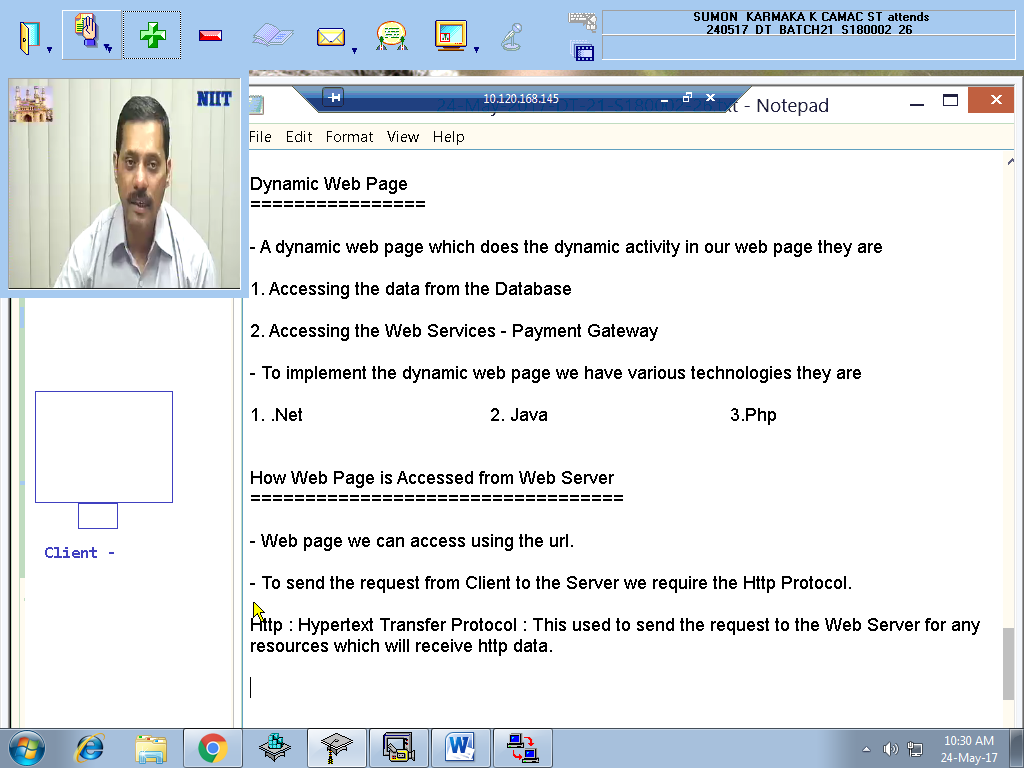 SUMON KARMAKA K CAMAC ST attends
240517 DT BATCH21 S180002 26
NIIT
10.120.168.145
txt - Notepad
File Edit Format View Help
Dynamic Web Page
================
- A dynamic web page which does the dynamic activity in our web page they are
1. Accessing the data from the Database
2. Accessing the Web Services - Payment Gateway
- To implement the dynamic web page we have various technologies they are
1. .Net 2. Java 3.Php
How Web Page is Accessed from Web Server
==================================
- Web page we can access using the url.
- To send the request from Client to the Server we require the Http Protocol.
Http : Hypertext Transfer Protocol : This used to send the request to the Web Server for any
resources which will receive http data.
Client -
10:30 AM
24-May-17